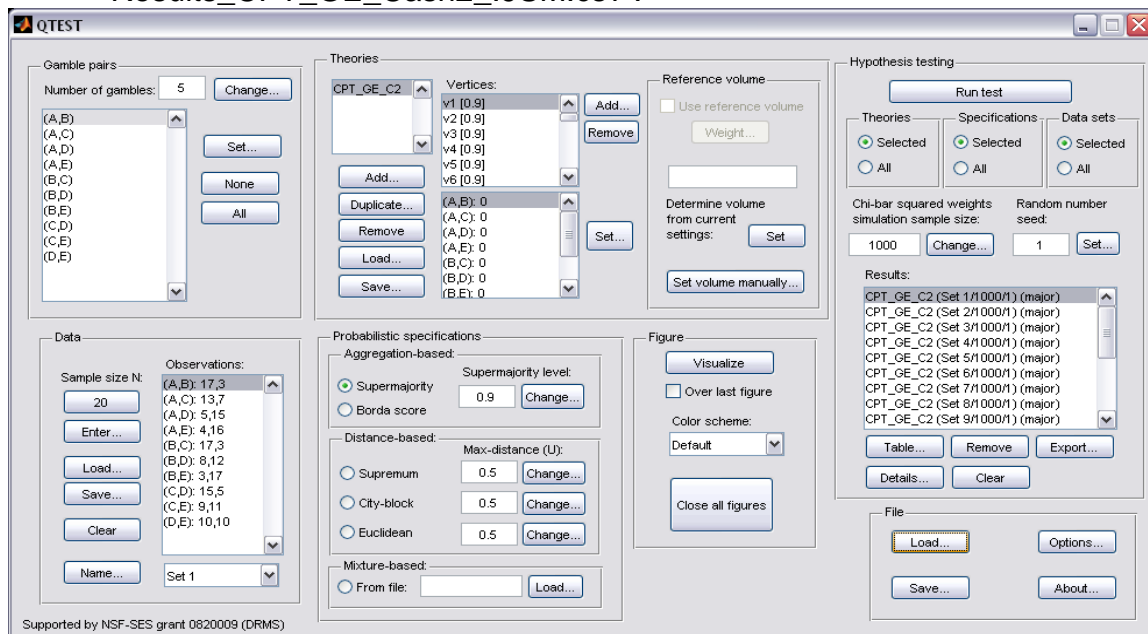 QTEST
Gamble pairs
Number of gambles: 5 Change...
(A,B)
(A,C)
(A,D)
(A,E)
(B,C)
(B,D)
(B,E)
(C,D)
(C,E)
(D,E)
Set...
None
All
Theories
CPT_GE_C2
Add...
Duplicate...
Remove
Load...
Save...
Vertices:
v1 [0.9]
v2 [0.9]
v3 [0.9]
v4 [0.9]
v5 [0.9]
v6 [0.9]
Add...
Remove
(A,B): 0
(A,C): 0
(A,D): 0
(A,E): 0
(B,C): 0
(B,D): 0
(B,E): 0
Set...
Reference volume
Use reference volume
Weight...
Determine volume
from current
settings: Set
Set volume manually...
Hypothesis testing
Run test
Theories
Selected
All
Specifications
Selected
All
Data sets
Selected
All
Chi-bar squared weights
simulation sample size:
1000 Change...
Random number
seed:
1 Set...
Results:
CPT_GE_C2 (Set 1/1000/1) (major)
CPT_GE_C2 (Set 2/1000/1) (major)
CPT_GE_C2 (Set 3/1000/1) (major)
CPT_GE_C2 (Set 4/1000/1) (major)
CPT_GE_C2 (Set 5/1000/1) (major)
CPT_GE_C2 (Set 6/1000/1) (major)
CPT_GE_C2 (Set 7/1000/1) (major)
CPT_GE_C2 (Set 8/1000/1) (major)
CPT_GE_C2 (Set 9/1000/1) (major)
Table... Remove Export...
Details... Clear
Data
Sample size N:
20
Enter...
Load...
Save...
Clear
Name...
Observations:
(A,B): 17,3
(A,C): 13,7
(A,D): 5,15
(A,E): 4,16
(B,C): 17,3
(B,D): 8,12
(B,E): 3,17
(C,D): 15,5
(C,E): 9,11
(D,E): 10,10
Set 1
Probabilistic specifications
Aggregation-based:
Supermajority
Borda score
Supermajority level:
0.9 Change...
Distance-based:
Max-distance (U):
Supremum 0.5 Change...
City-block 0.5 Change...
Euclidean 0.5 Change...
Mixture-based:
From file: Load...
Figure
Visualize
Over last figure
Color scheme:
Default
Close all figures
File
Load... Options...
Save... About...
Supported by NSF-SES grant 0820009 (DRMS)